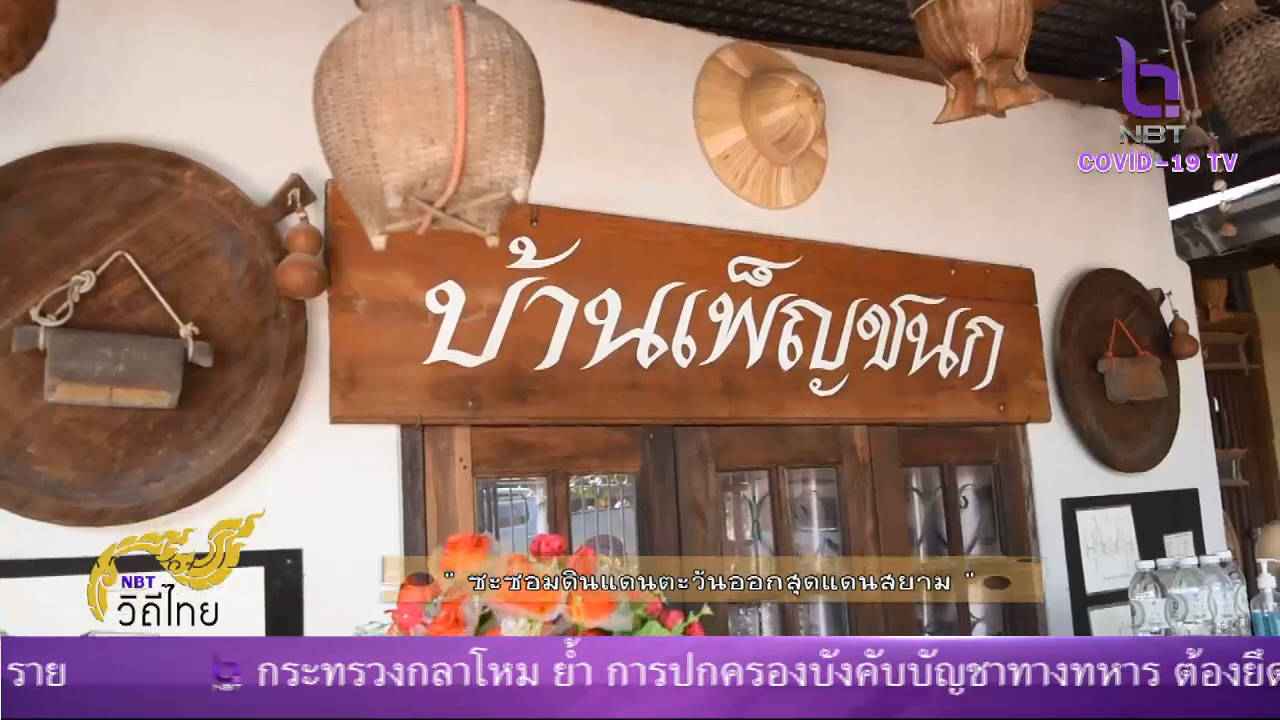 NBT
COVID-19 TV
บ้านเพ็ญชนก
" ซะซอมดินแดนตะวันออกสุดแดนสยาม "
NBT
วิถีไทย
ราย NBT กระทรวงกลาโหม ย้ำ การปกครองบังคับบัญชาทางทหาร ต้องยึด